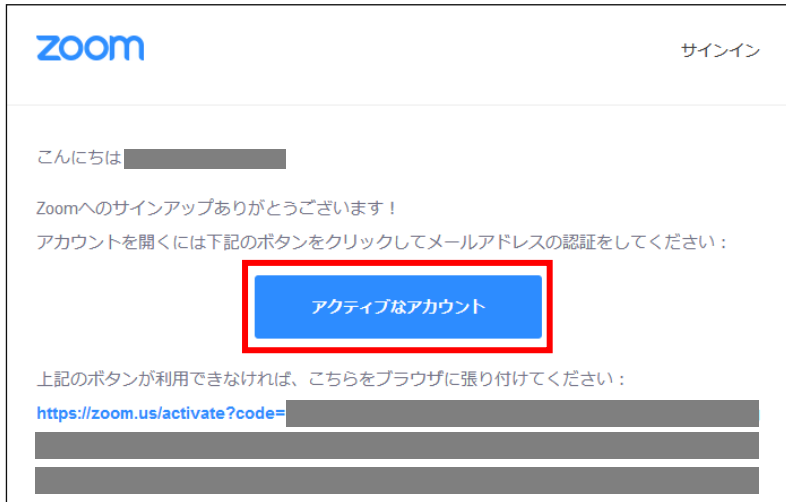 zoom
サインイン
こんにちは
Zoomへのサインアップありがとうございます！
アカウントを開くには下記のボタンをクリックしてメールアドレスの認証をしてください：
アクティブなアカウント
上記のボタンが利用できなければ、こちらをブラウザに張り付けてください：
https://zoom.us/activate?code=